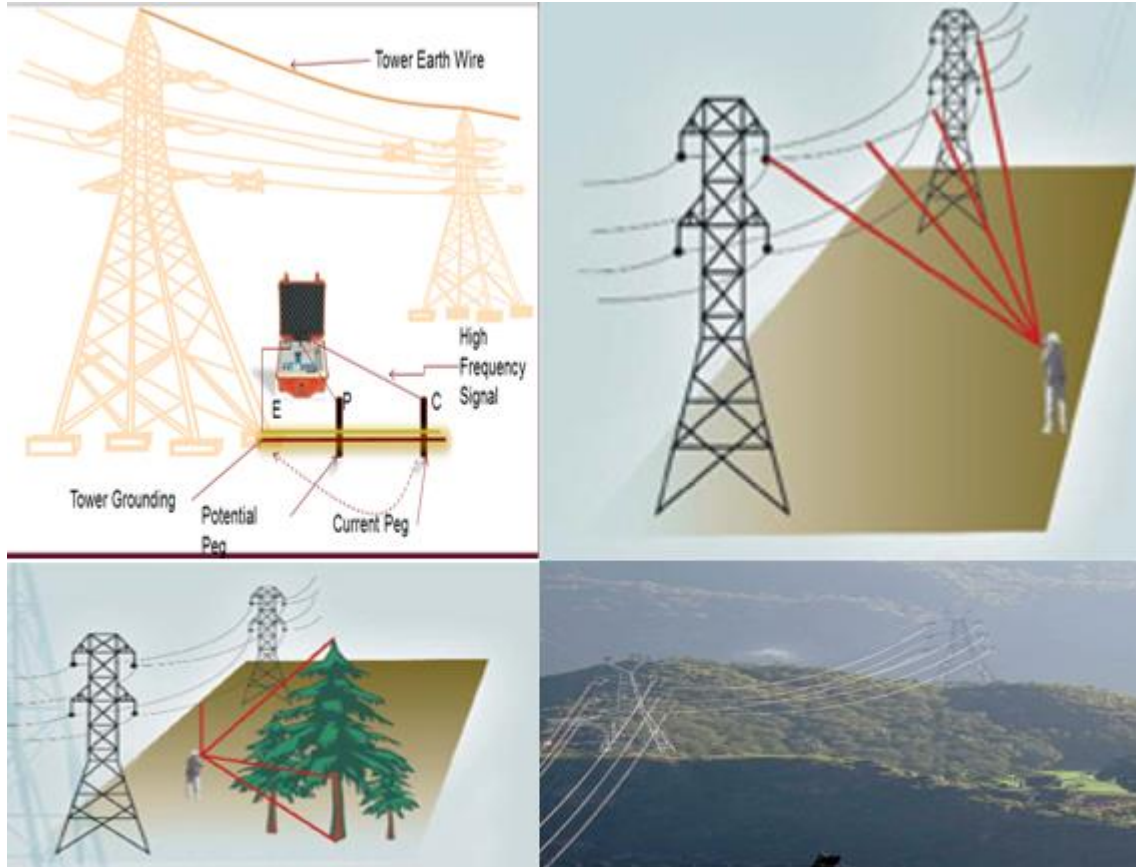 Tower Earth Wire
High
Frequency
Signal
E
P
C
Tower Grounding
Potential
Peg
Current Peg